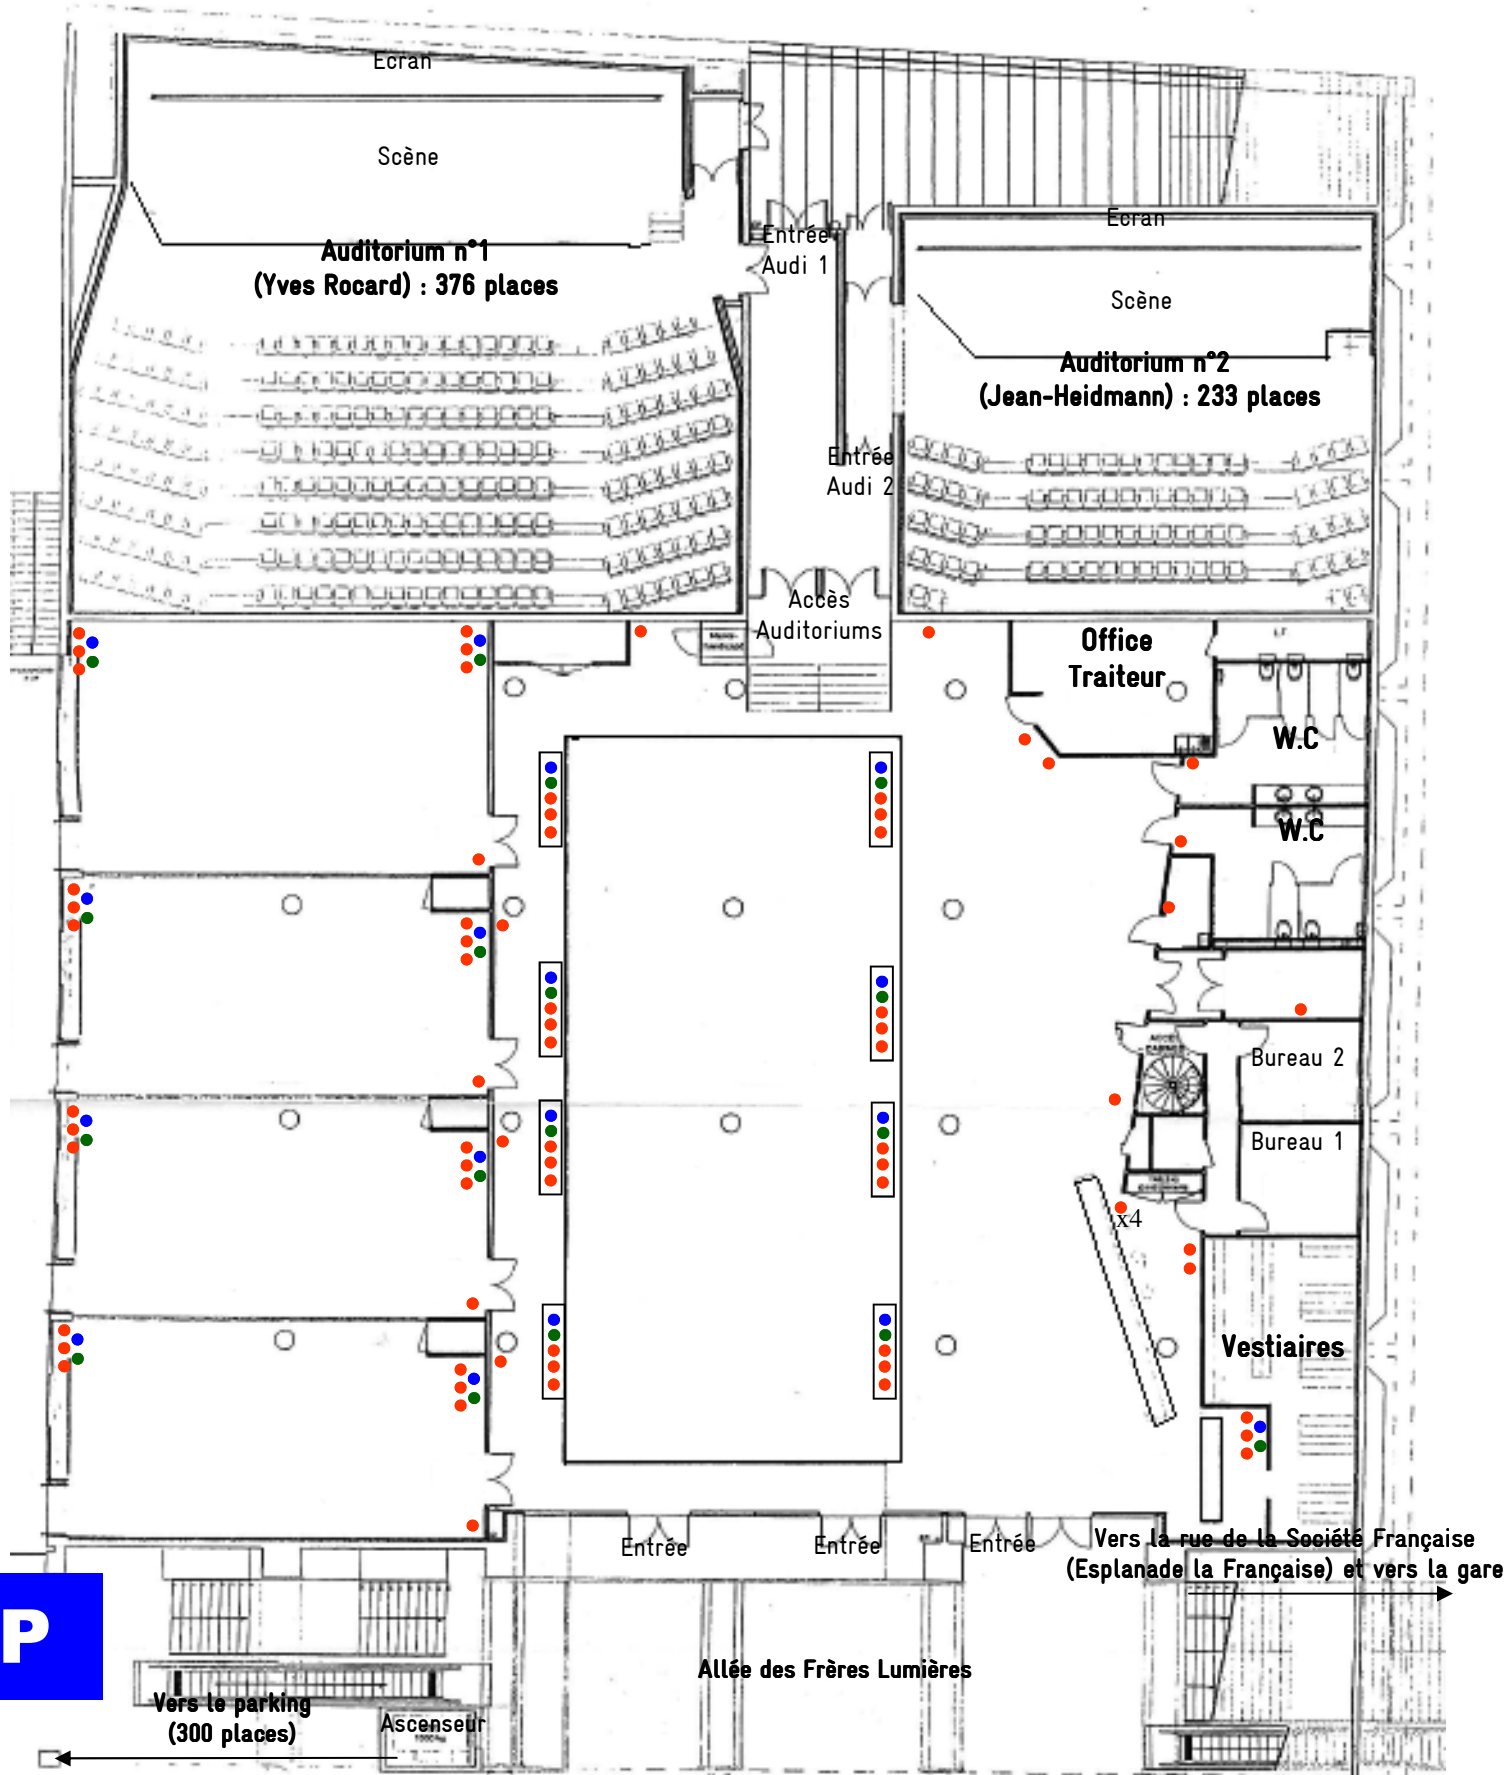 Ecran
Scène
Auditorium n°1
(Yves Rocard) : 376 places
Entrée
Audi 1
Ecran
Scène
Auditorium n°2
(Jean-Heidmann) : 233 places
Entrée
Audi 2
Accès
Auditoriums
Office
Traiteur
W.C
W.C
Bureau 2
Bureau 1
x4
Vestiaires
Entrée
Entrée
Entrée
Vers la rue de la Société Française
(Esplanade la Française) et vers la gare
P
Allée des Frères Lumières
Vers le parking
(300 places)
Ascenseur